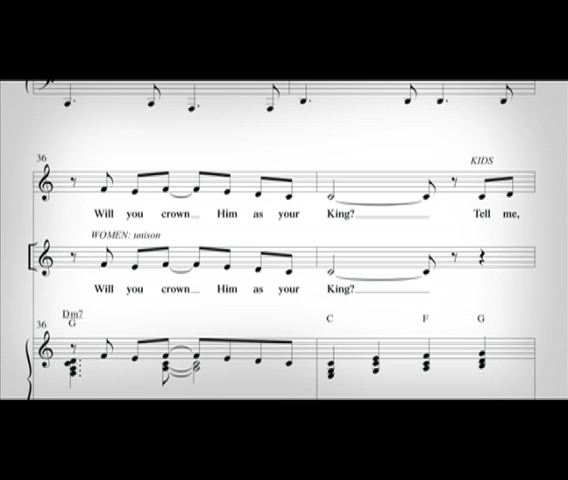 36
KIDS
Will you crown Him as your King? Tell me,
WOMEN: unison
Will you crown Him as your King?
Dm7
G C F G
36